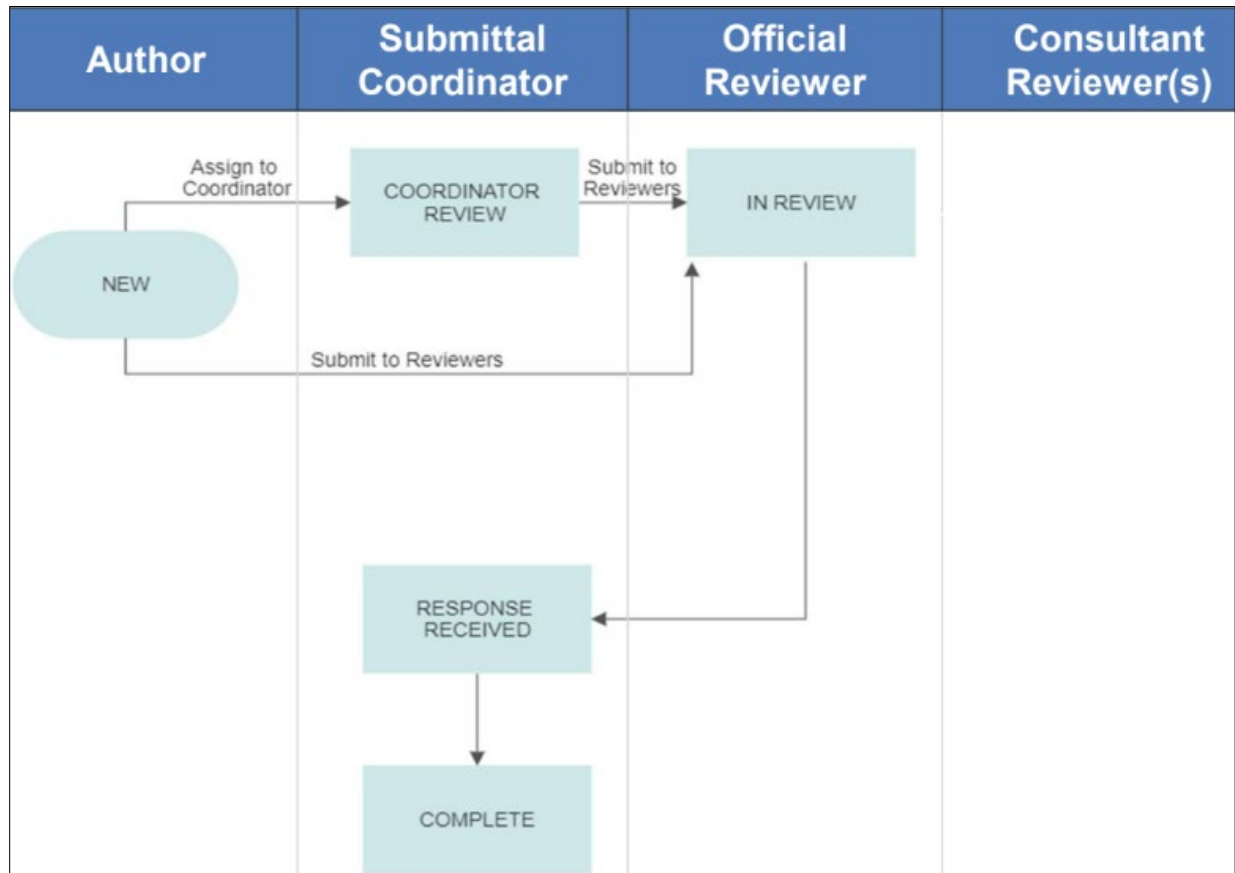 Author
Submittal
Coordinator
Official
Reviewer
Consultant
Reviewer(s)
Assign to
Coordinator
COORDINATOR
REVIEW
Submit to
Reviewers
IN REVIEW
NEW
Submit to Reviewers
RESPONSE
RECEIVED
COMPLETE